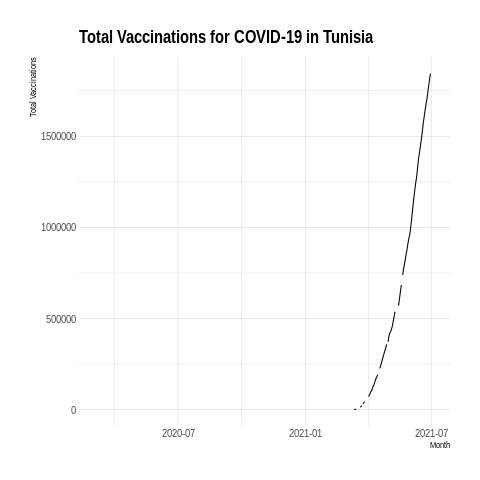 Total Vaccinations for COVID-19 in Tunisia
Total Vaccinations
1500000
1000000
500000
0
2020-07
2021-01
2021-07
Month